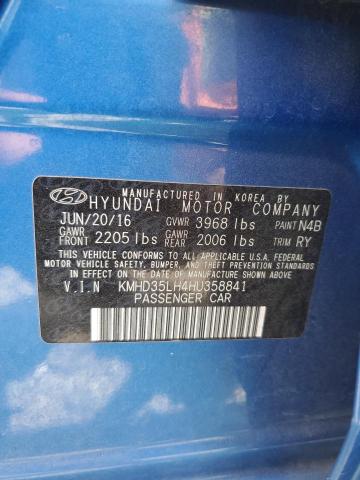 MANUFACTURED IN KOREA BY
HYUNDAI MOTOR COMPANY
JUN/20/16 GVWR 3968 lbs PAINT N4B
GAWR FRONT 2205 lbs GAWR REAR 2006 lbs TRIM RY
THIS VEHICLE CONFORMS TO ALL APPLICABLE U.S.A. FEDERAL
MOTOR VEHICLE SAFETY, BUMPER, AND THEFT PREVENTION
STANDARDS IN EFFECT ON THE DATE OF MANUFACTURE SHOWN ABOVE.
V.I.N KMHD35LH4HU358841
PASSENGER CAR